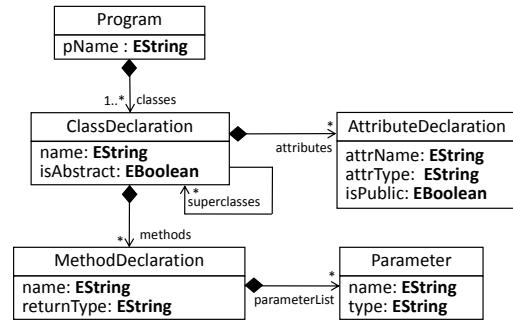 Program
pName : EString
1..* classes
ClassDeclaration
name: EString
isAbstract: EBoolean
*
attributes
AttributeDeclaration
attrName: EString
attrType: EString
isPublic: EBoolean
*
superclasses
* methods
MethodDeclaration
name: EString
returnType: EString
*
parameterList
Parameter
name: EString
type: EString